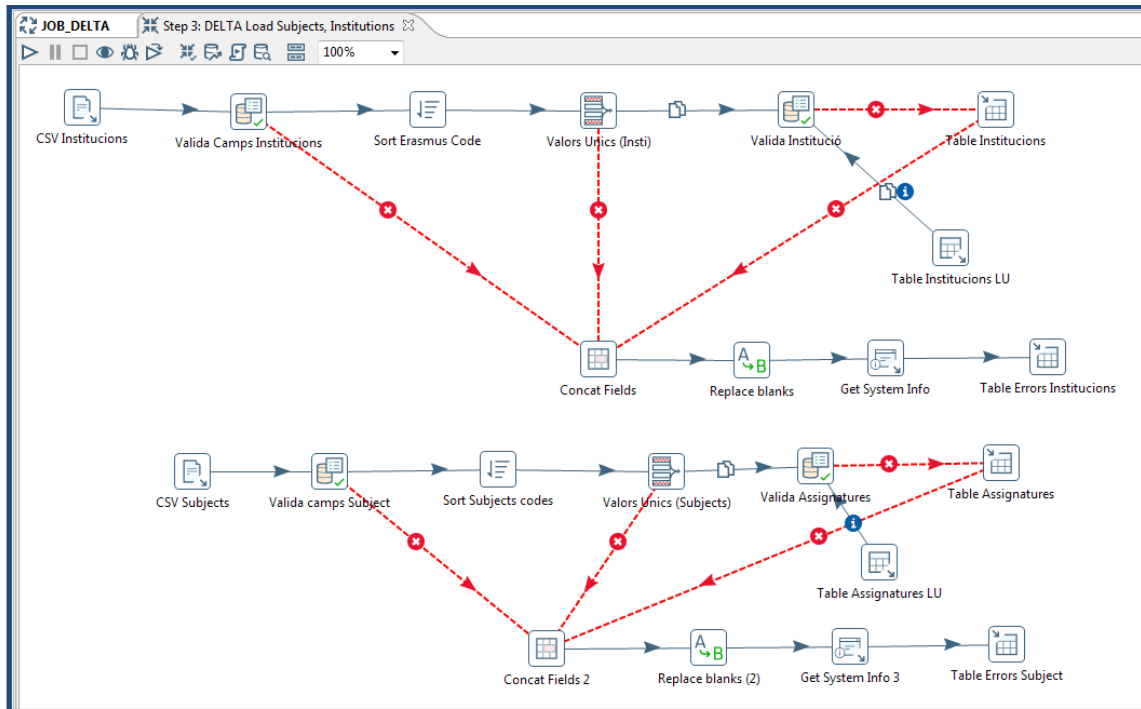 JOB_DELTA
Step 3: DELTA Load Subjects, Institutions
100%
CSV Institucions
Valida Camps Institucions
Sort Erasmus Code
Valors Unics (Insti)
Valida Institució
Table Institucions
Table Institucions LU
Concat Fields
A
B
Replace blanks
Get System Info
Table Errors Institucions
CSV Subjects
Valida camps Subject
Sort Subjects codes
Valors Unics (Subjects)
Valida Assignatures
Table Assignatures
Table Assignatures LU
Concat Fields 2
A
B
Replace blanks (2)
Get System Info 3
Table Errors Subject